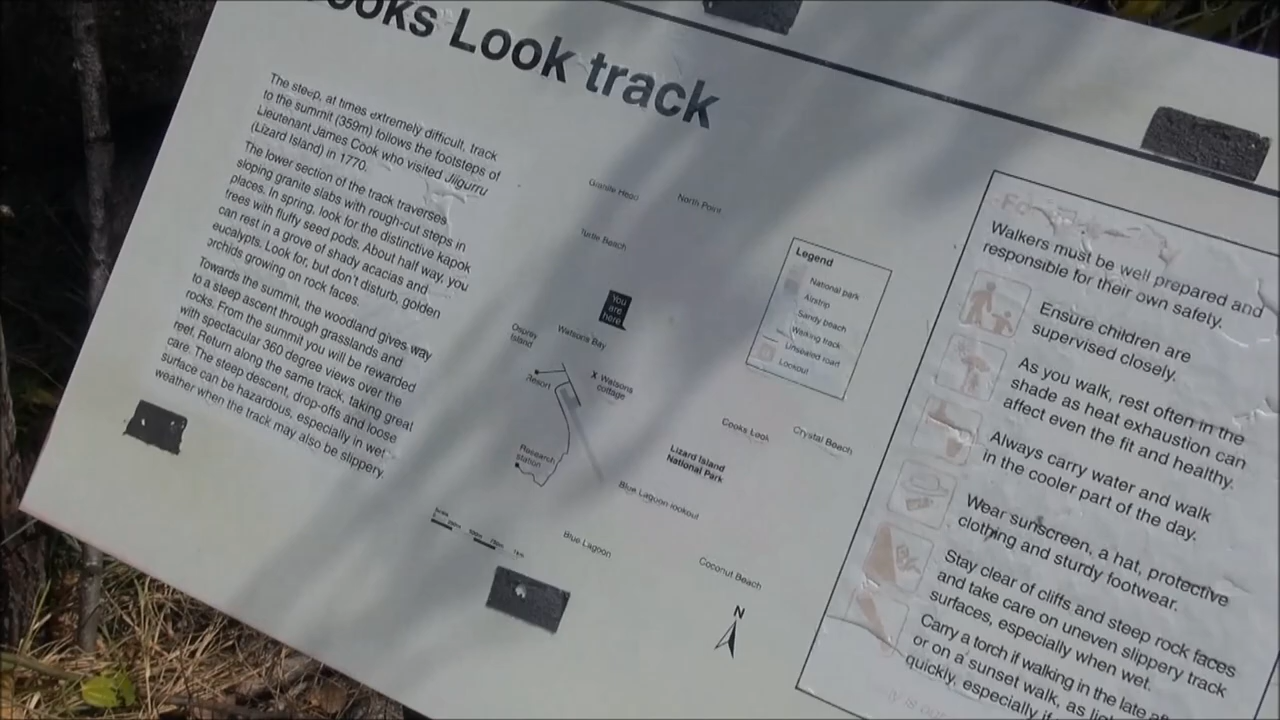 ooks Look track
The steep, at times extremely difficult, track
to the summit (359m) follows the footsteps of
Lieutenant James Cook who visited Jiigurru
(Lizard Island) in 1770.
The lower section of the track traverses
sloping granite slabs with rough-cut steps in
places. In spring, look for the distinctive kapok
trees with fluffy seed pods. About half way, you
can rest in a grove of shady acacias and
eucalypts. Look for, but don't disturb, golden
orchids growing on rock faces.
Towards the summit, the woodland gives way
to a steep ascent through grasslands and
rocks. From the summit you will be rewarded
with spectacular 360 degree views over the
reef. Return along the same track, taking great
care. The steep descent, drop-offs and loose
surface can be hazardous, especially in wet
weather when the track may also be slippery.
Granite Head
North Point
Turtle Beach
You
are
here
Osprey
Island
Watsons Bay
Resort
X Watsons
cottage
Research
station
Cooks Look
Crystal Beach
Lizard Island
National Park
Blue Lagoon lookout
Blue Lagoon
Coconut Beach
N
Legend
National park
Airstrip
Sandy beach
Walking track
Unsealed road
Lookout
Walkers must be well prepared and
responsible for their own safety.
Ensure children are
supervised closely.
As you walk, rest often in the
shade as heat exhaustion can
affect even the fit and healthy.
Always carry water and walk
in the cooler part of the day.
Wear sunscreen, a hat, protective
clothing and sturdy footwear.
Stay clear of cliffs and steep rock faces
and take care on uneven slippery track
surfaces, especially when wet.
Carry a torch if walking in the late
or on a sunset walk, as
quickly, especially